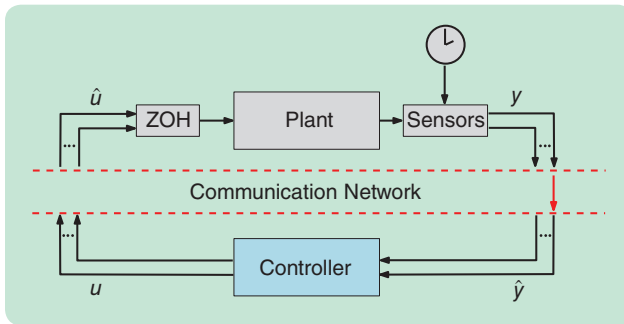 û
y
ZOH
Plant
Sensors
...
...
Communication Network
...
...
Controller
u
ŷ